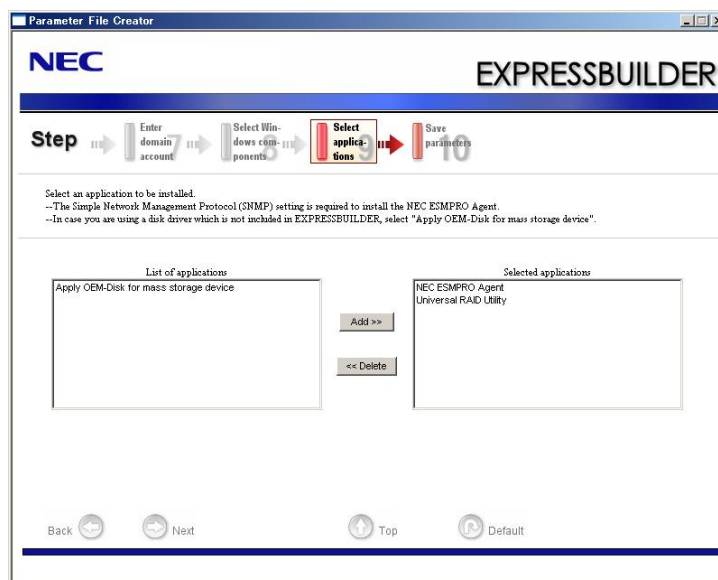 Parameter File Creator
NEC
EXPRESSBUILDER
Step
Enter
domain
account
7
Select Win-
dows com-
ponents
8
Select
applica-
tions
9
Save
parameters
10
Select an application to be installed.
--The Simple Network Management Protocol (SNMP) setting is required to install the NEC ESMPRO Agent.
--In case you are using a disk driver which is not included in EXPRESSBUILDER, select "Apply OEM-Disk for mass storage device".
List of applications
Selected applications
Apply OEM-Disk for mass storage device
NEC ESMPRO Agent
Universal RAID Utility
Add >>
<< Delete
Back
Next
Top
Default